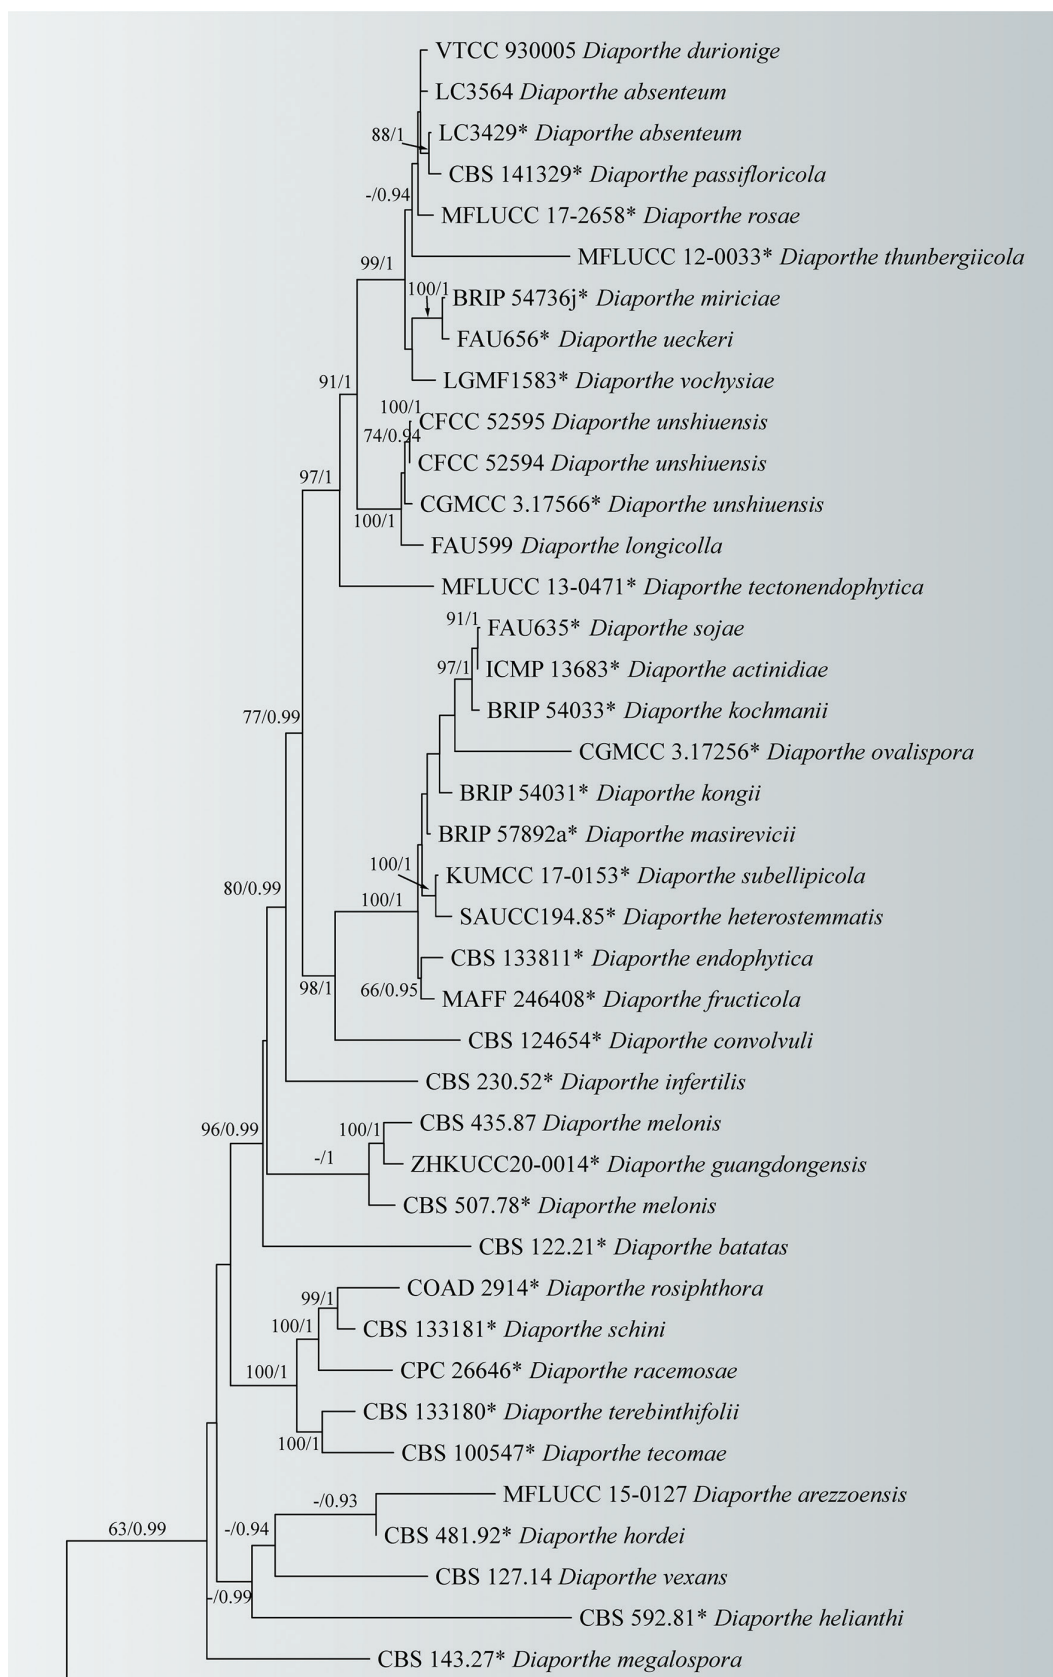 VTCC 930005 Diaporthe durionige
LC3564 Diaporthe absenteum
88/1
LC3429* Diaporthe absenteum
CBS 141329* Diaporthe passifloricola
-/0.94
MFLUCC 17-2658* Diaporthe rosae
MFLUCC 12-0033* Diaporthe thunbergiicola
99/1
100/1
BRIP 54736j* Diaporthe miriciae
FAU656* Diaporthe ueckeri
91/1
LGMF1583* Diaporthe vochysiae
100/1
CFCC 52595 Diaporthe unshiuensis
74/0.94
CFCC 52594 Diaporthe unshiuensis
97/1
CGMCC 3.17566* Diaporthe unshiuensis
100/1
FAU599 Diaporthe longicolla
MFLUCC 13-0471* Diaporthe tectonendophytica
91/1
FAU635* Diaporthe sojae
97/1
ICMP 13683* Diaporthe actinidiae
BRIP 54033* Diaporthe kochmanii
77/0.99
CGMCC 3.17256* Diaporthe ovalispora
BRIP 54031* Diaporthe kongii
BRIP 57892a* Diaporthe masirevicii
100/1
KUMCC 17-0153* Diaporthe subellipicola
80/0.99
100/1
SAUCC194.85* Diaporthe heterostemmatis
CBS 133811* Diaporthe endophytica
98/1
66/0.95
MAFF 246408* Diaporthe fructicola
CBS 124654* Diaporthe convolvuli
CBS 230.52* Diaporthe infertilis
96/0.99
100/1
CBS 435.87 Diaporthe melonis
-/1
ZHKUCC20-0014* Diaporthe guangdongensis
CBS 507.78* Diaporthe melonis
CBS 122.21* Diaporthe batatas
COAD 2914* Diaporthe rosiphthora
99/1
100/1
CBS 133181* Diaporthe schini
100/1
CPC 26646* Diaporthe racemosae
CBS 133180* Diaporthe terebinthifolii
100/1
CBS 100547* Diaporthe tecomae
-/0.93
MFLUCC 15-0127 Diaporthe arezzoensis
63/0.99
-/0.94
CBS 481.92* Diaporthe hordei
CBS 127.14 Diaporthe vexans
-/0.99
CBS 592.81* Diaporthe helianthi
CBS 143.27* Diaporthe megalospora